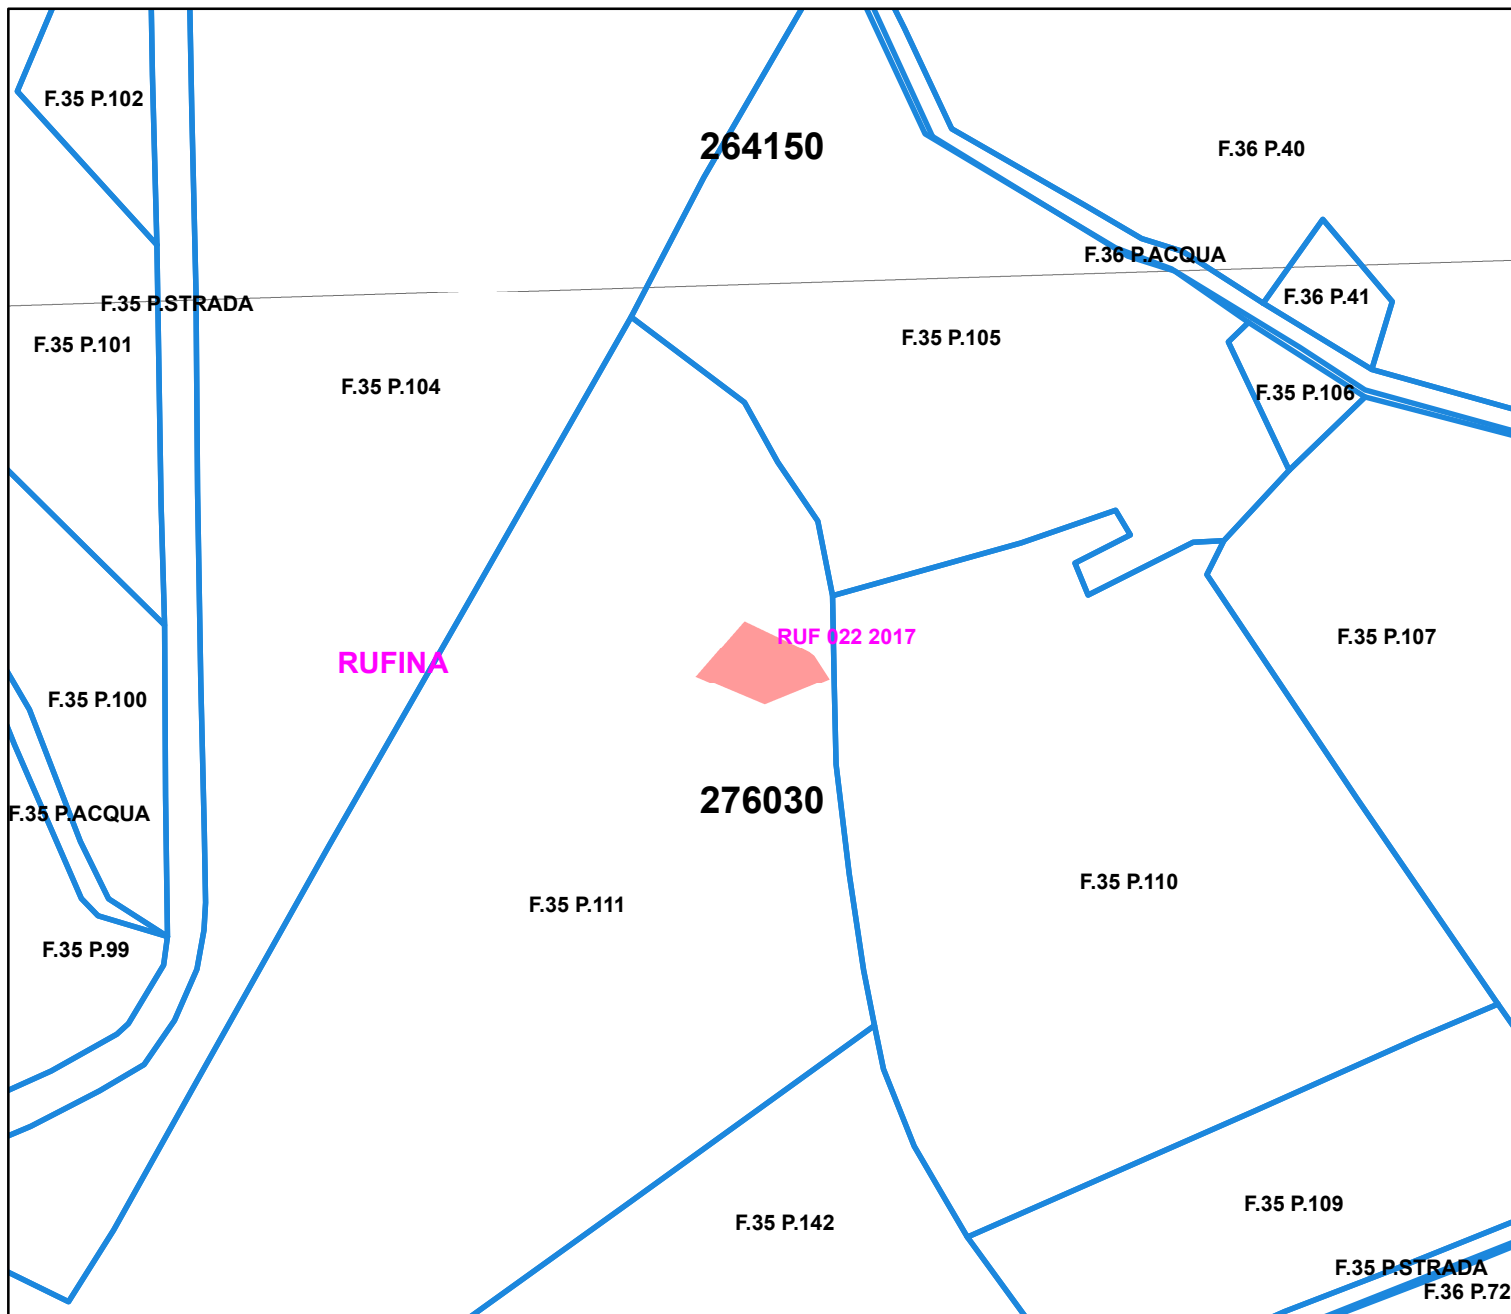 F.35 P.102
264150
F.36 P.40
F.36 P.ACQUA
F.36 P.41
F.35 P.STRADA
F.35 P.101
F.35 P.105
F.35 P.104
F.35 P.106
RUF 022 2017
F.35 P.107
RUFINA
F.35 P.100
276030
F.35 P.ACQUA
F.35 P.110
F.35 P.111
F.35 P.99
F.35 P.109
F.35 P.142
F.35 P.STRADA
F.36 P.72